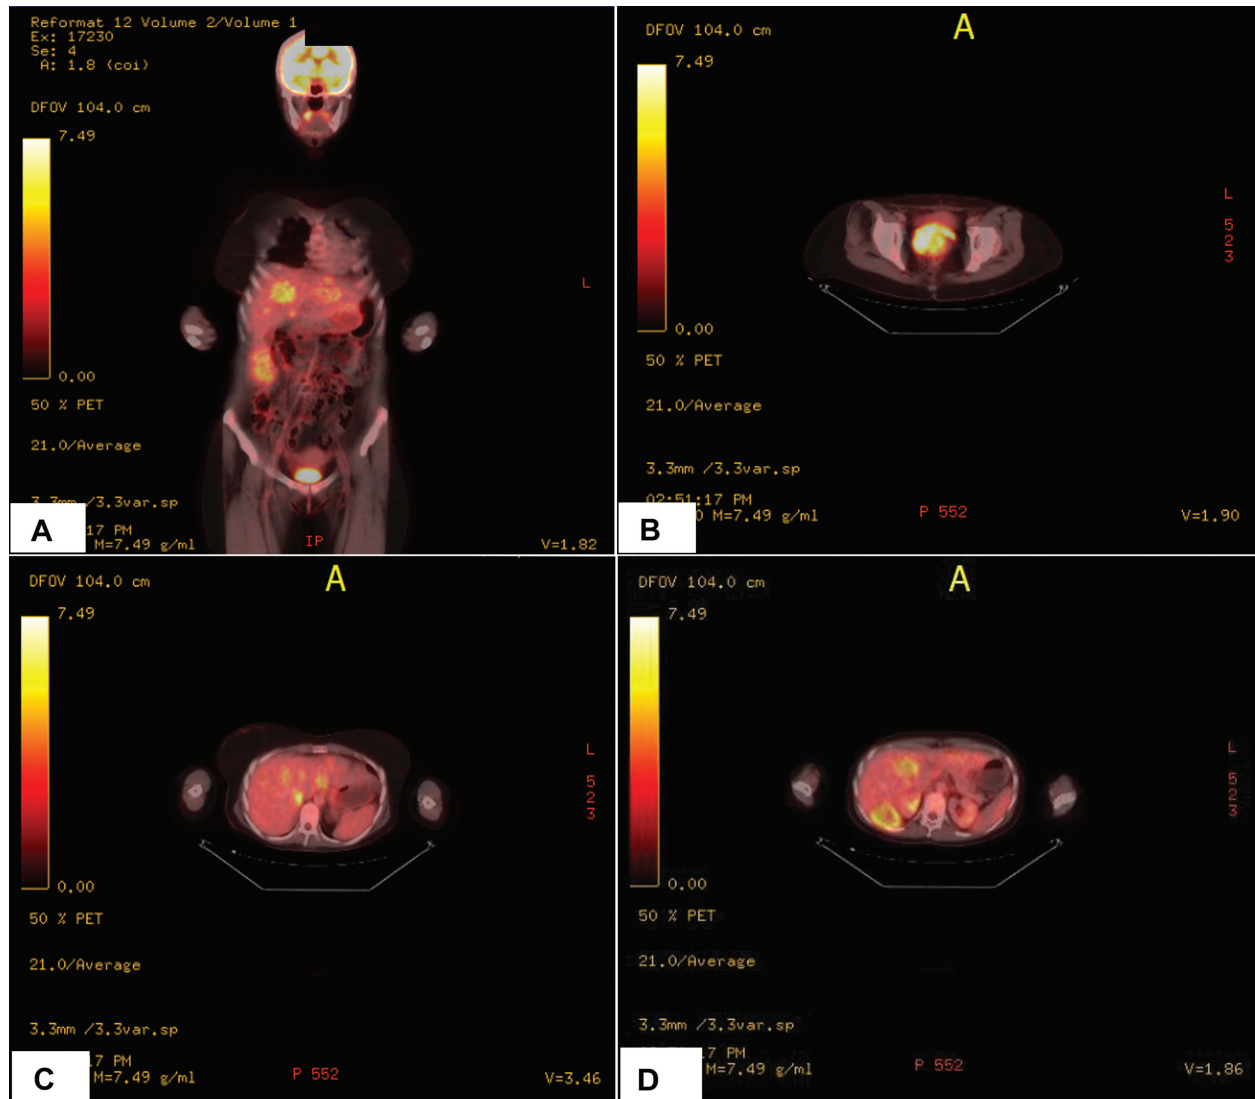 Reformat 12 Volume 2/Volume 1
Ex: 17230
Se: 4
A: 1.8 (coi)
DFOV 104.0 cm
7.49
L
0.00
50 % PET
21.0/Average
3.3mm /3.3var.sp
17 PM
M=7.49 g/ml
IP
V=1.82
A
DFOV 104.0 cm
A
7.49
L
5
2
3
0.00
50 % PET
21.0/Average
3.3mm /3.3var.sp
02:51:17 PM
0 M=7.49 g/ml
P 552
V=1.90
B
DFOV 104.0 cm
A
7.49
L
5
2
3
0.00
50 % PET
21.0/Average
3.3mm /3.3var.sp
17 PM
M=7.49 g/ml
P 552
V=3.46
C
DFOV 104.0 cm
A
7.49
L
5
2
3
0.00
50 % PET
21.0/Average
3.3mm /3.3var.sp
17 PM
M=7.49 g/ml
P 552
V=1.86
D